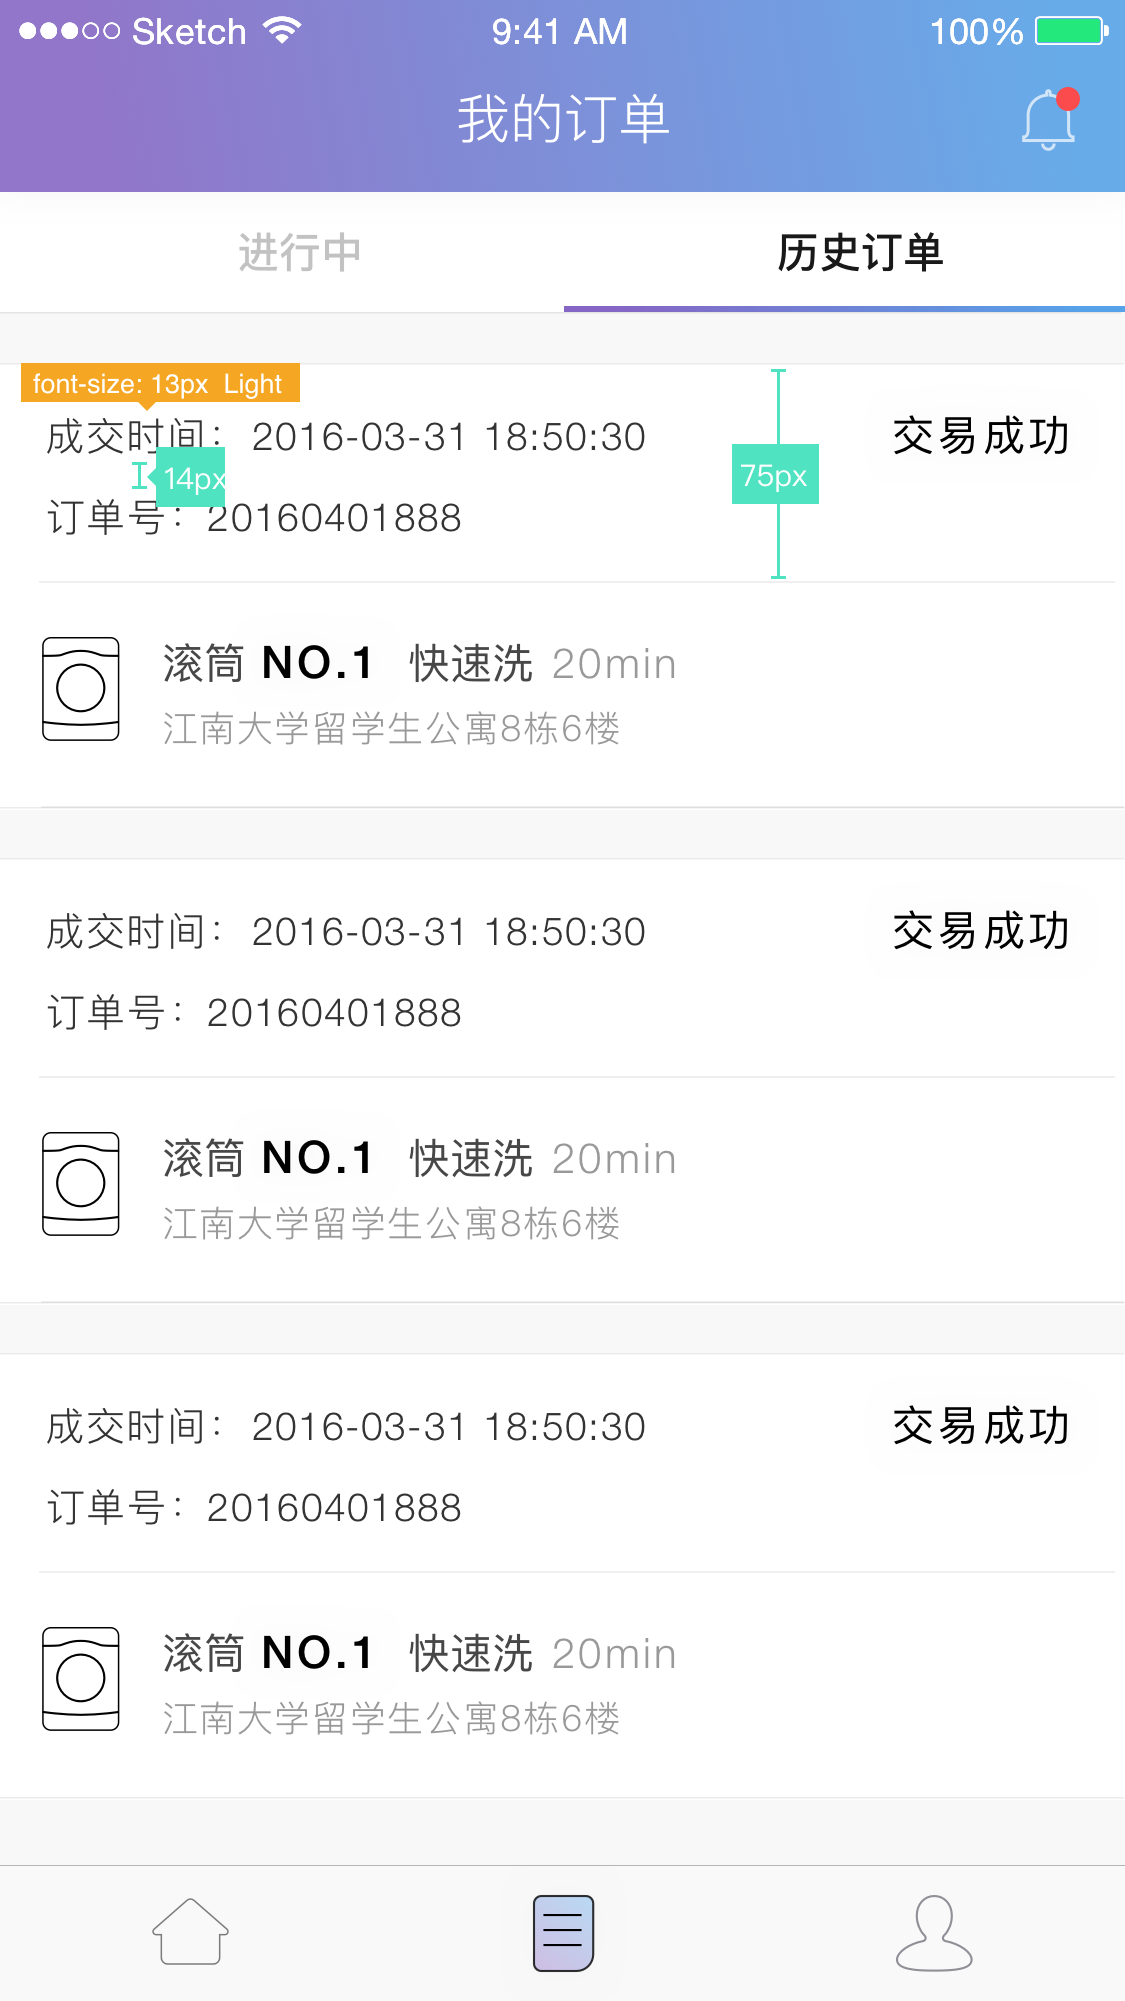 Sketch 9:41 AM 100%
我的订单
进行中 历史订单
font-size: 13px Light
成交时间： 2016-03-31 18:50:30 交易成功
14px 75px
订单号：20160401888
滚筒 NO.1 快速洗 20min
江南大学留学生公寓8栋6楼
成交时间： 2016-03-31 18:50:30 交易成功
订单号：20160401888
滚筒 NO.1 快速洗 20min
江南大学留学生公寓8栋6楼
成交时间： 2016-03-31 18:50:30 交易成功
订单号：20160401888
滚筒 NO.1 快速洗 20min
江南大学留学生公寓8栋6楼